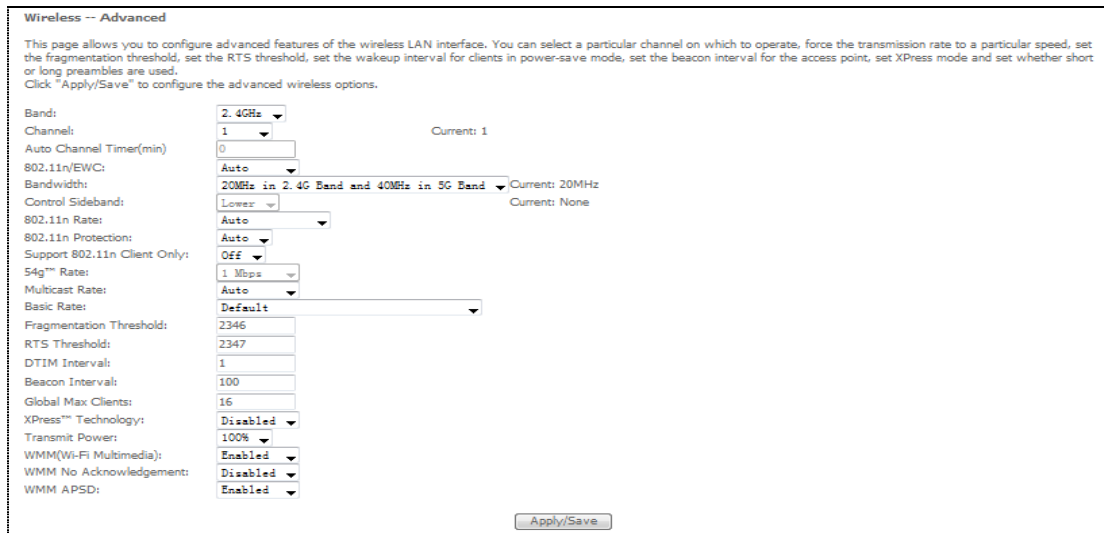 Wireless -- Advanced
This page allows you to configure advanced features of the wireless LAN interface. You can select a particular channel on which to operate, force the transmission rate to a particular speed, set
the fragmentation threshold, set the RTS threshold, set the wakeup interval for clients in power-save mode, set the beacon interval for the access point, set XPress mode and set whether short
or long preambles are used.
Click "Apply/Save" to configure the advanced wireless options.
Band: 2.4GHz
Channel: 1 Current: 1
Auto Channel Timer(min) 0
802.11n/EWC: Auto
Bandwidth: 20MHz in 2.4G Band and 40MHz in 5G Band Current: 20MHz
Control Sideband: Lower Current: None
802.11n Rate: Auto
802.11n Protection: Auto
Support 802.11n Client Only: Off
54g™ Rate: 1 Mbps
Multicast Rate: Auto
Basic Rate: Default
Fragmentation Threshold: 2346
RTS Threshold: 2347
DTIM Interval: 1
Beacon Interval: 100
Global Max Clients: 16
XPress™ Technology: Disabled
Transmit Power: 100%
WMM(Wi-Fi Multimedia): Enabled
WMM No Acknowledgement: Disabled
WMM APSD: Enabled
Apply/Save